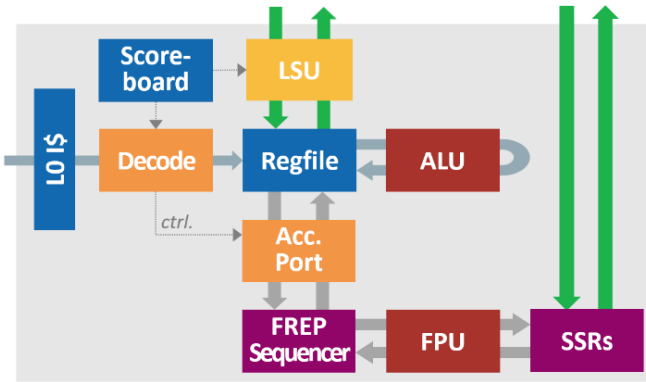 Score-
board
LSU
L0 I$
Decode
Regfile
ALU
ctrl.
Acc.
Port
FREP
Sequencer
FPU
SSRs